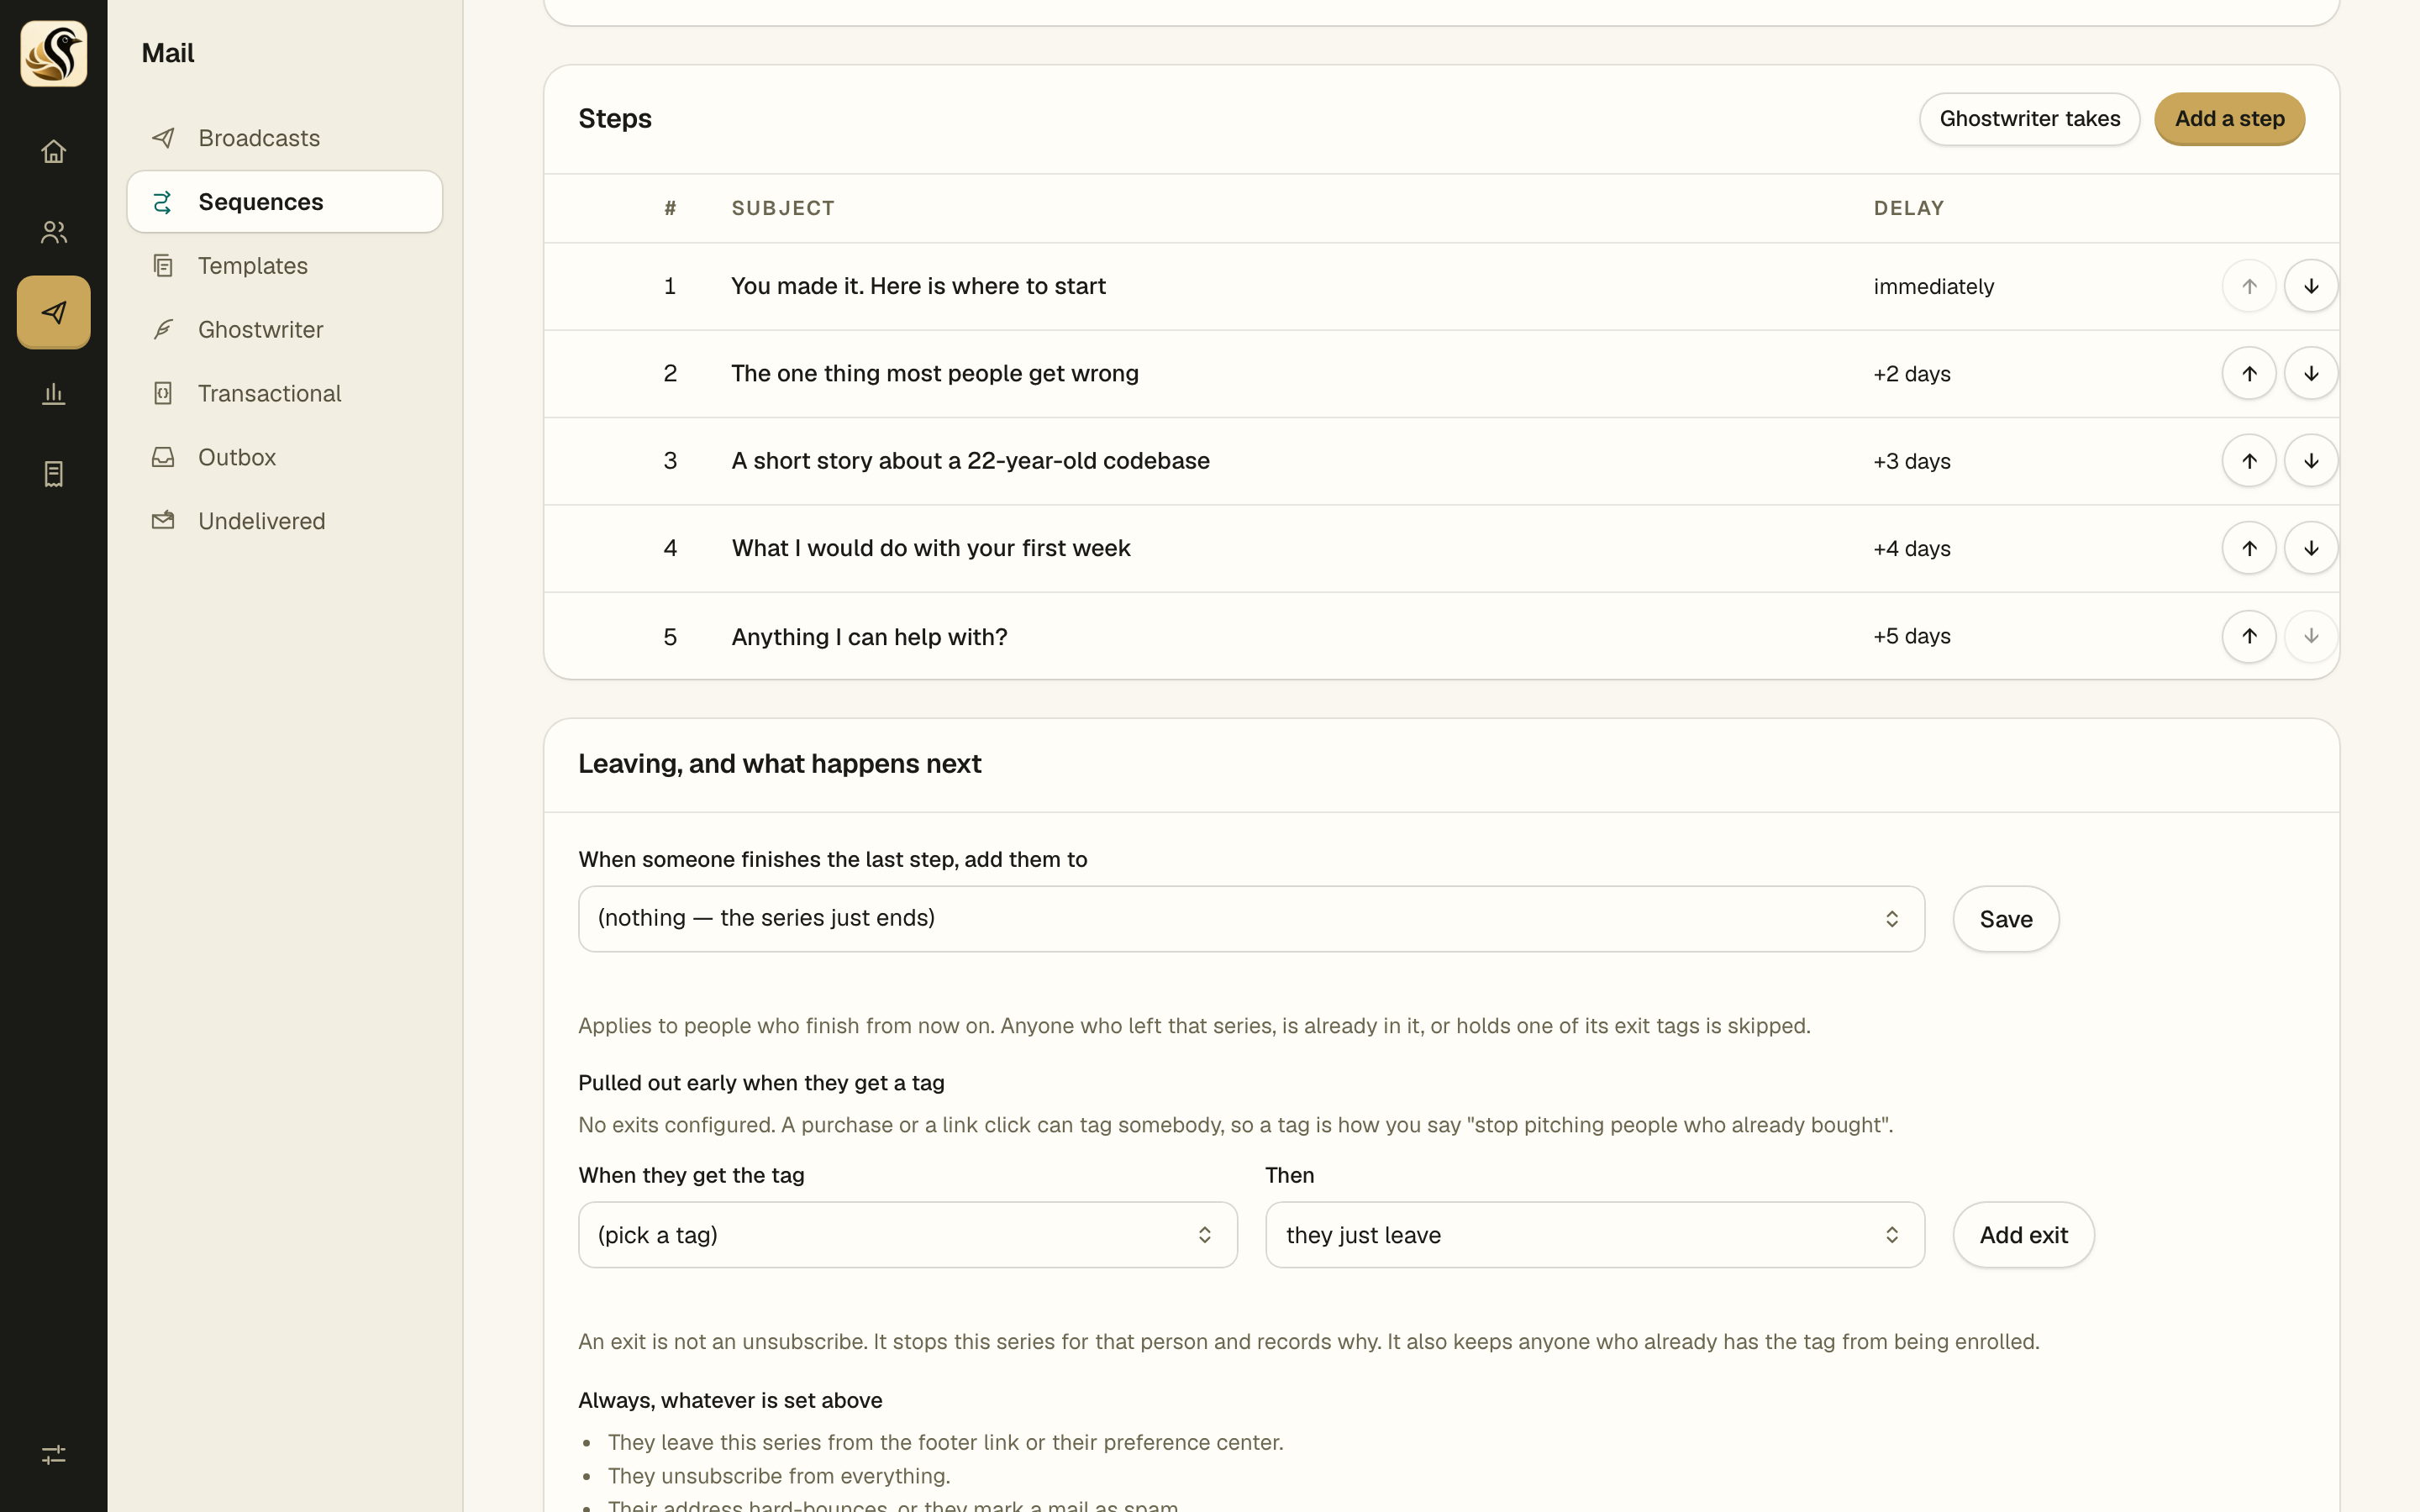 Mail
Broadcasts
Sequences
Templates
Ghostwriter
Transactional
Outbox
Undelivered
Steps
Ghostwriter takes
Add a step
# SUBJECT DELAY
1 You made it. Here is where to start immediately
2 The one thing most people get wrong +2 days
3 A short story about a 22-year-old codebase +3 days
4 What I would do with your first week +4 days
5 Anything I can help with? +5 days
Leaving, and what happens next
When someone finishes the last step, add them to
(nothing — the series just ends)
Save
Applies to people who finish from now on. Anyone who left that series, is already in it, or holds one of its exit tags is skipped.
Pulled out early when they get a tag
No exits configured. A purchase or a link click can tag somebody, so a tag is how you say "stop pitching people who already bought".
When they get the tag
Then
(pick a tag)
they just leave
Add exit
An exit is not an unsubscribe. It stops this series for that person and records why. It also keeps anyone who already has the tag from being enrolled.
Always, whatever is set above
• They leave this series from the footer link or their preference center.
• They unsubscribe from everything.
• Their address hard-bounces, or they mark a mail as spam.